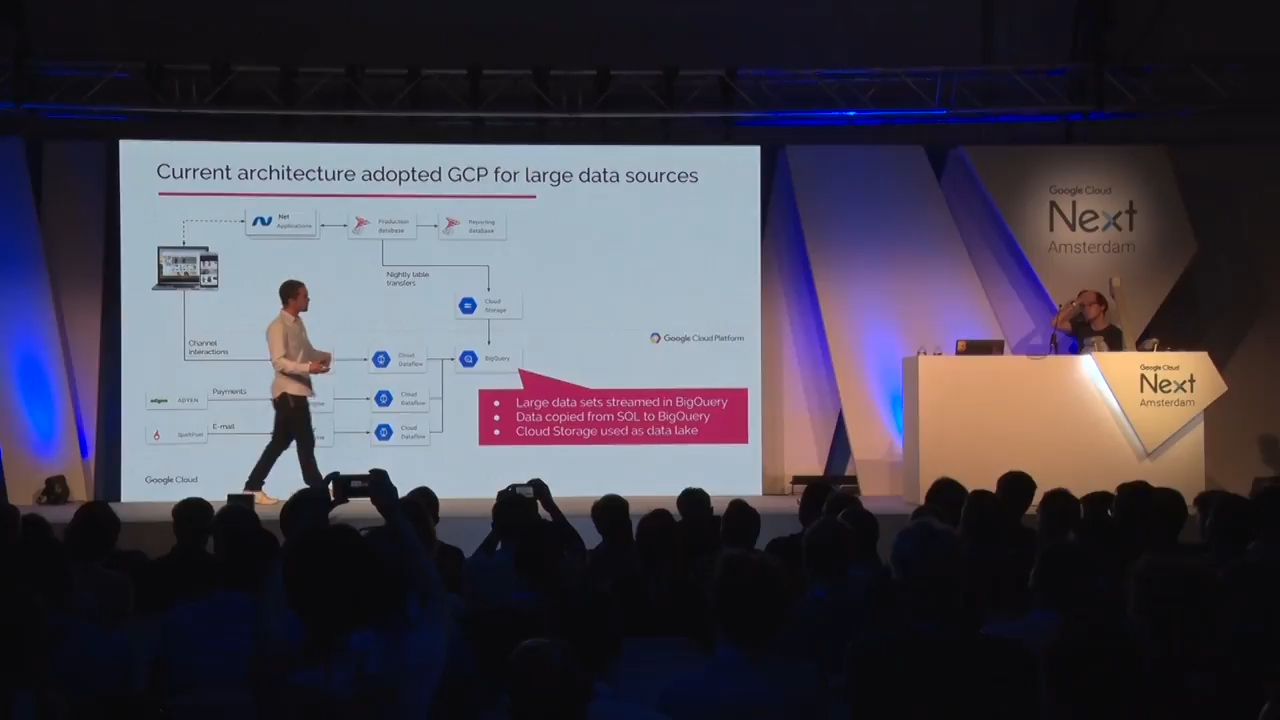 Current architecture adopted GCP for large data sources
.Net
Applications
Production
database
Reporting
database
Nightly table
transfers
Cloud
Storage
Channel
interactions
Cloud
Dataflow
BigQuery
Google Cloud Platform
adyen
ADYEN
Payments
Cloud
Dataflow
SparkPost
E-mail
Cloud
Dataflow
Large data sets streamed in BigQuery
Data copied from SQL to BigQuery
Cloud Storage used as data lake
Google Cloud
Google Cloud
Next
Amsterdam
Google Cloud
Next
Amsterdam